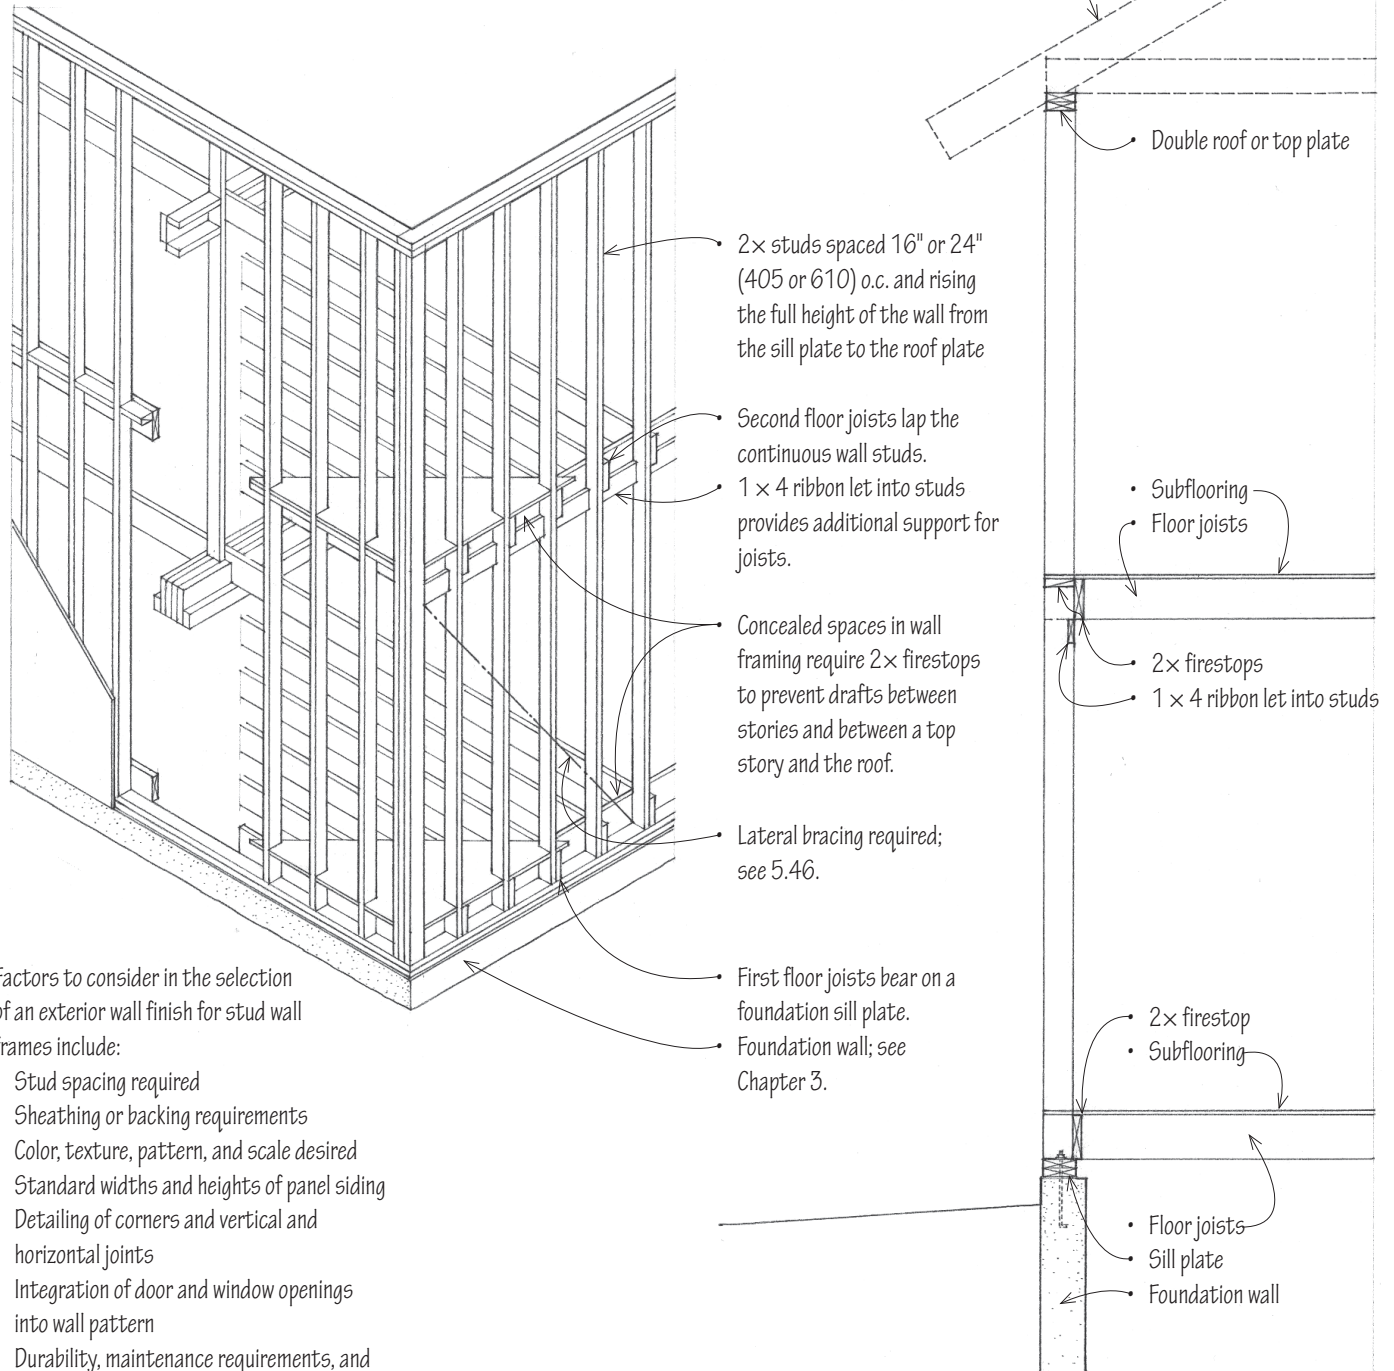 2× studs spaced 16" or 24"
(405 or 610) o.c. and rising
the full height of the wall from
the sill plate to the roof plate
Second floor joists lap the
continuous wall studs.
1 × 4 ribbon let into studs
provides additional support for
joists.
Concealed spaces in wall
framing require 2× firestops
to prevent drafts between
stories and between a top
story and the roof.
Lateral bracing required;
see 5.46.
First floor joists bear on a
foundation sill plate.
Foundation wall; see
Chapter 3.
• Double roof or top plate
• Subflooring
• Floor joists
• 2× firestops
• 1 × 4 ribbon let into studs
• 2× firestop
• Subflooring
• Floor joists
• Sill plate
• Foundation wall
Factors to consider in the selection
of an exterior wall finish for stud wall
frames include:
Stud spacing required
Sheathing or backing requirements
Color, texture, pattern, and scale desired
Standard widths and heights of panel siding
Detailing of corners and vertical and
horizontal joints
Integration of door and window openings
into wall pattern
Durability, maintenance requirements, and